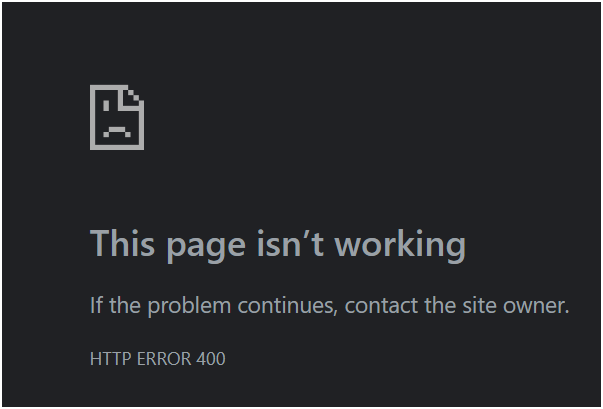 This page isn’t working
If the problem continues, contact the site owner.
HTTP ERROR 400